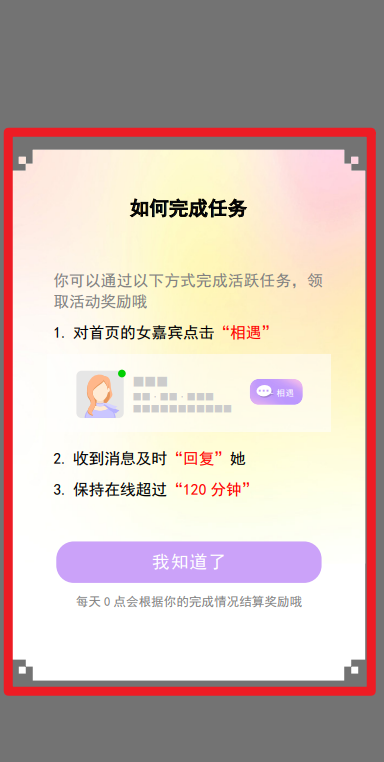 如何完成任务
你可以通过以下方式完成活跃任务，领
取活动奖励哦
1. 对首页的女嘉宾点击“相遇”
相遇
2. 收到消息及时“回复”她
3. 保持在线超过“120 分钟”
我知道了
每天 0 点会根据你的完成情况结算奖励哦